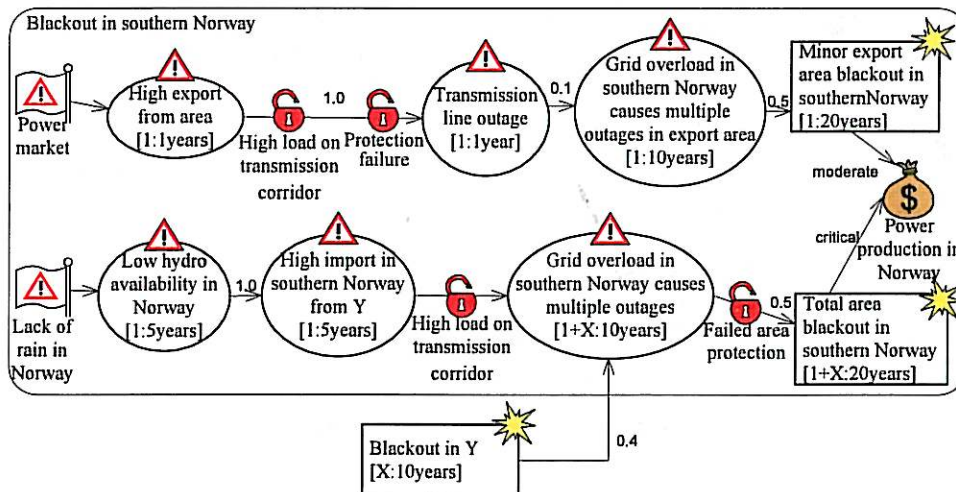 Blackout in southern Norway
Power
market
High export
from area
[1:1years]
High load on
transmission
corridor
1.0
Protection
failure
Transmission
line outage
[1:1year]
0.1
Grid overload in
southern Norway
causes multiple
outages in export area
[1:10years]
0.5
Minor export
area blackout in
southernNorway
[1:20years]
moderate
$
Power
production in
Norway
critical
Lack of
rain in
Norway
Low hydro
availability in
Norway
[1:5years]
1.0
High import in
southern Norway
from Y
[1:5years]
High load on
transmission
corridor
Grid overload in
southern Norway causes
multiple outages
[1+X:10years]
Failed area
protection
0.5
Total area
blackout in
southern Norway
[1+X:20years]
Blackout in Y
[X:10years]
0.4